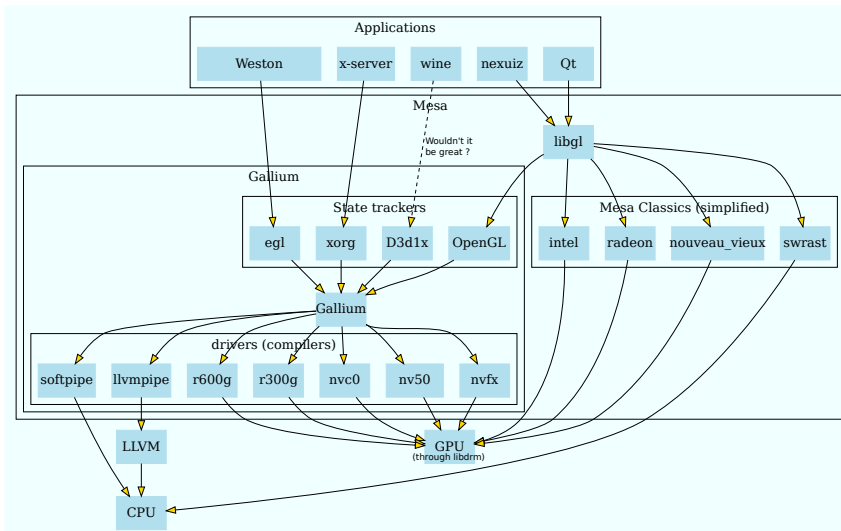 Applications
Weston
x-server
wine
nexuiz
Qt
Mesa
Wouldn't it
be great ?
libgl
Gallium
State trackers
Mesa Classics (simplified)
egl
xorg
D3d1x
OpenGL
intel
radeon
nouveau_vieux
swrast
Gallium
drivers (compilers)
softpipe
llvmpipe
r600g
r300g
nvc0
nv50
nvfx
LLVM
GPU
(through libdrm)
CPU